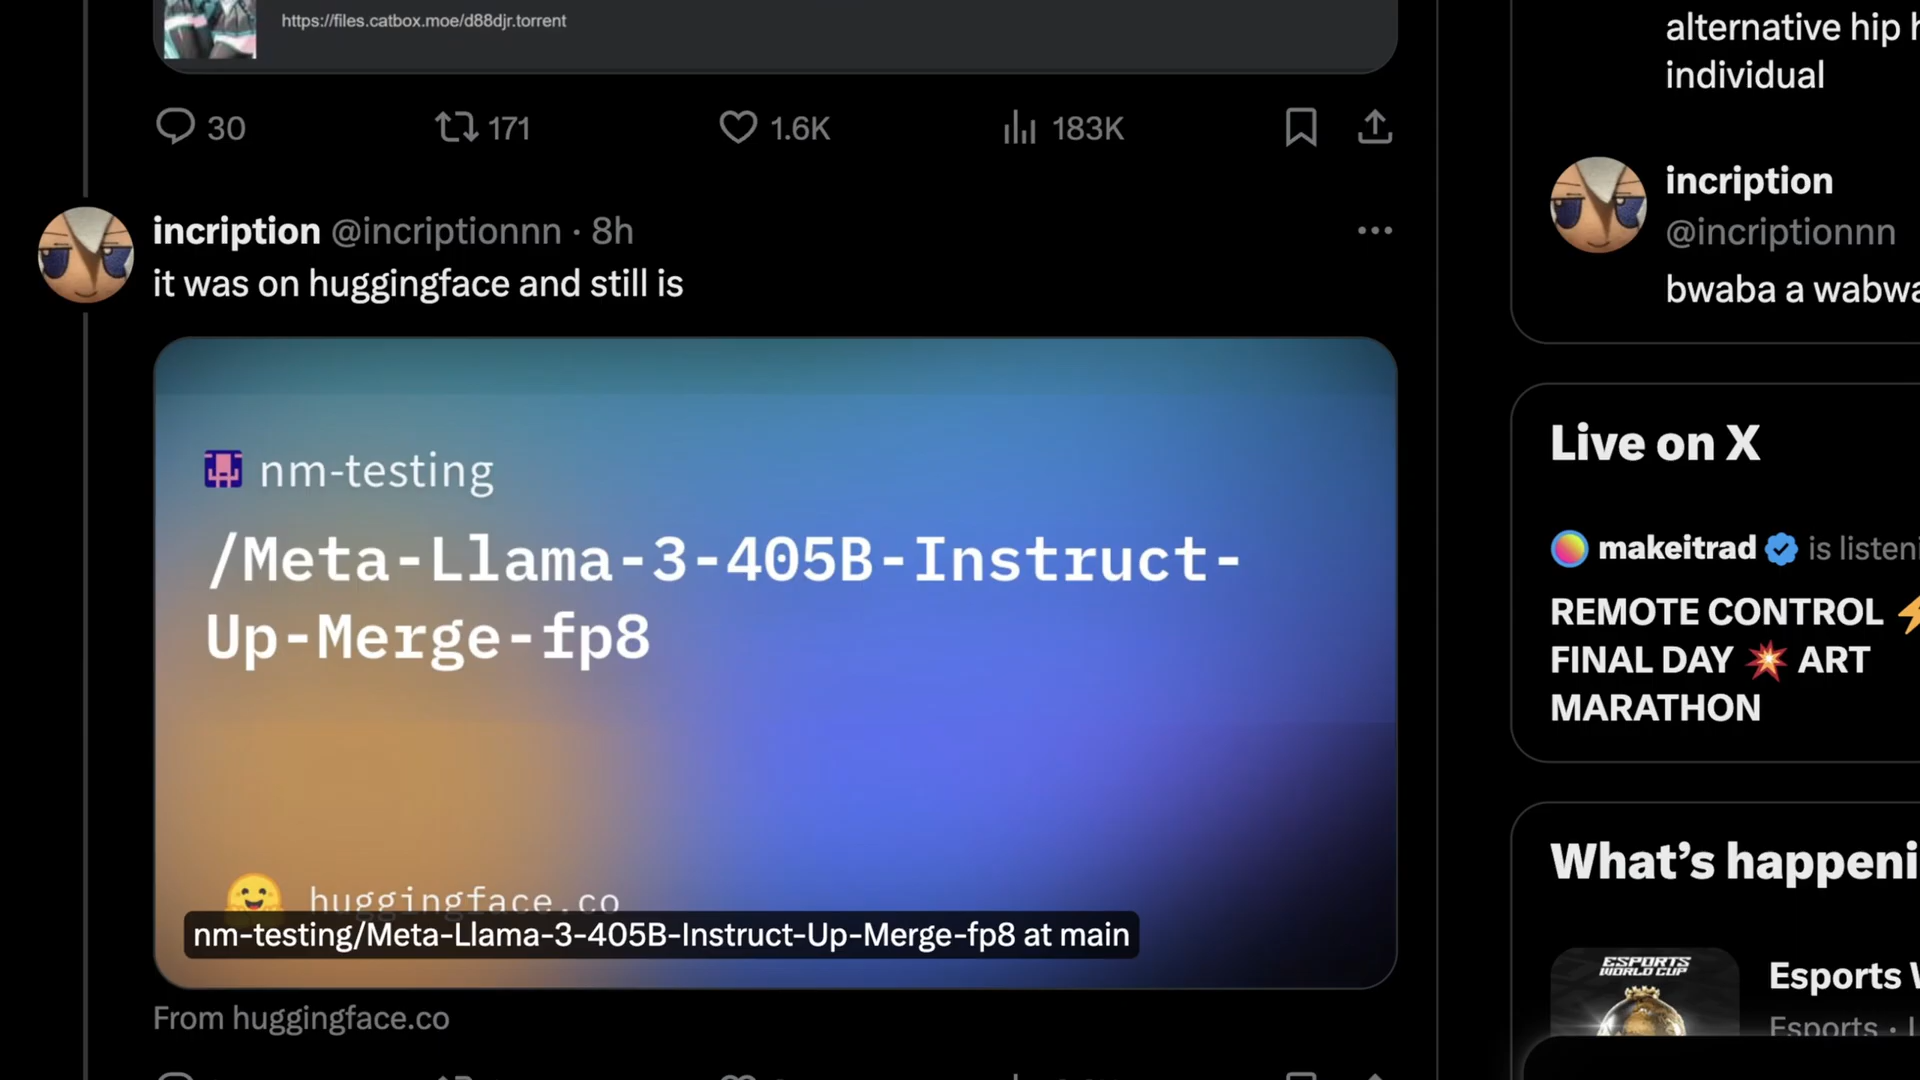 https://files.catbox.moe/d88djr.torrent
30 171 1.6K 183K
incription @incriptionnn · 8h
it was on huggingface and still is
nm-testing
/Meta-Llama-3-405B-Instruct-
Up-Merge-fp8
huggingface.co
nm-testing/Meta-Llama-3-405B-Instruct-Up-Merge-fp8 at main
From huggingface.co
alternative hip
individual
incription
@incriptionnn
bwaba a
Live on X
makeitrad is
REMOTE CONTROL
FINAL DAY 💥 ART
MARATHON
What's
ESPORTS
WORLD CUP
Esports
Esports ·